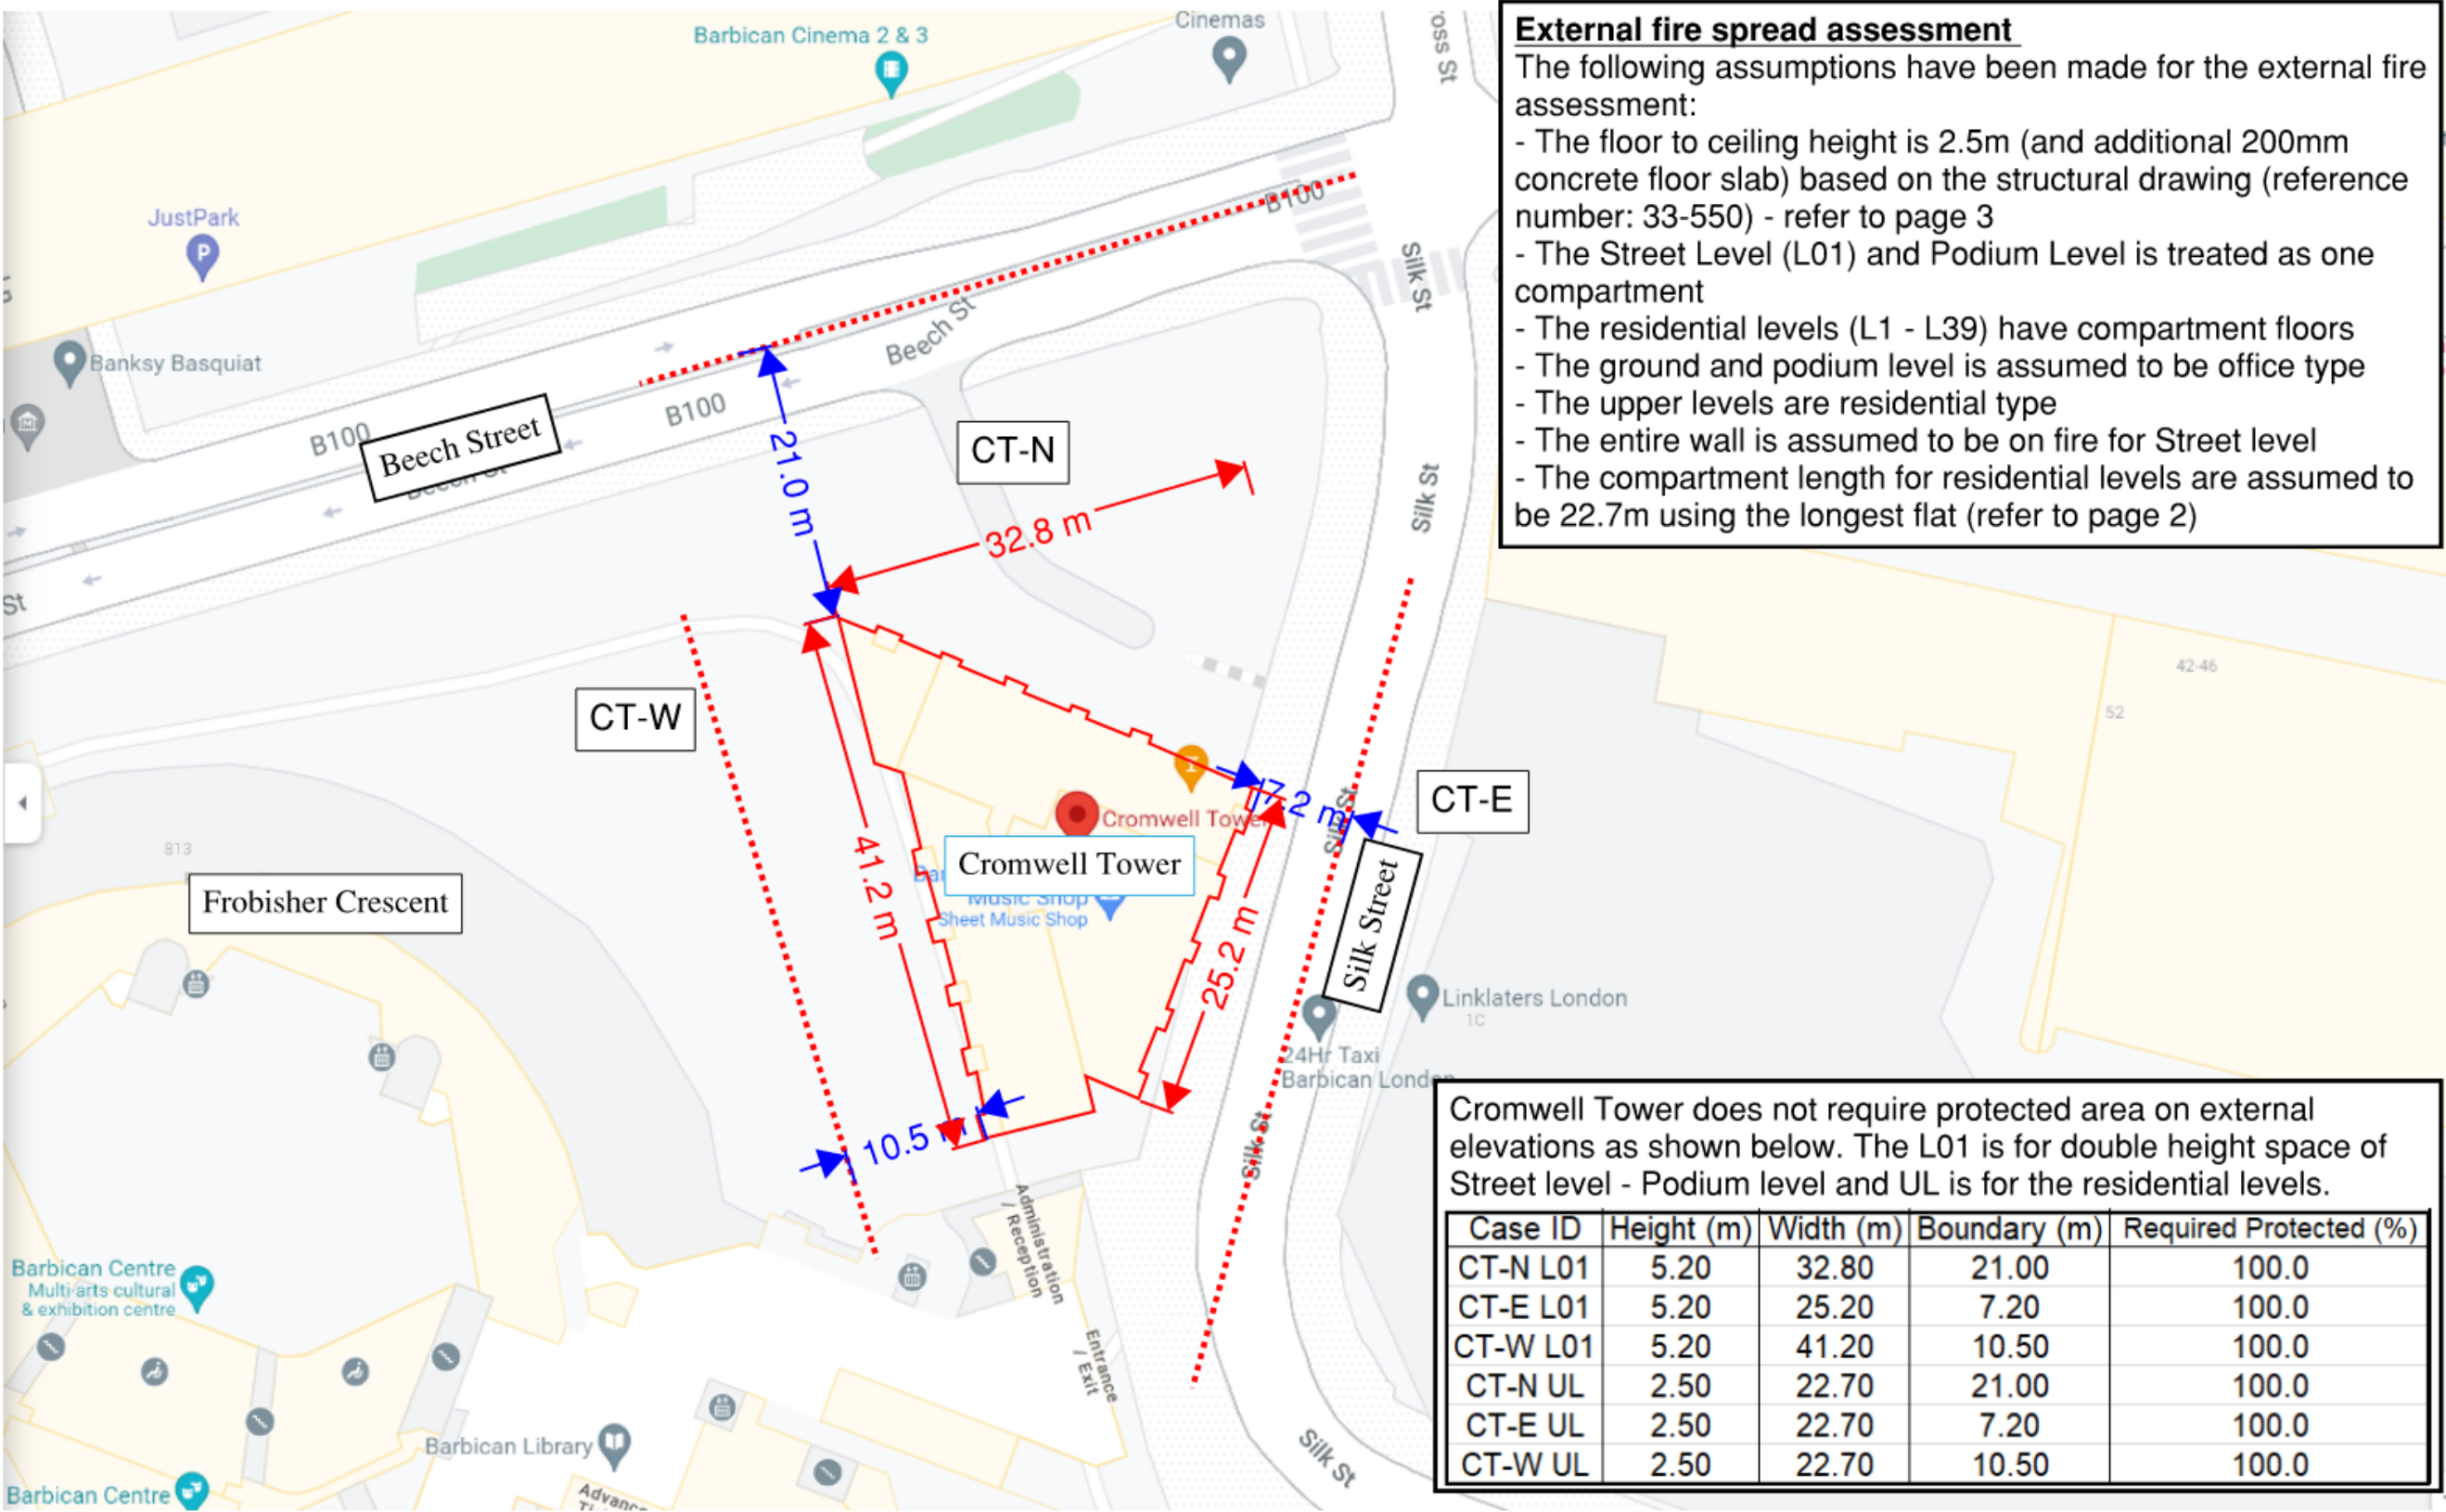 Barbican Cinema 2 & 3
Cinemas
oss St
External fire spread assessment
The following assumptions have been made for the external fire
assessment:
- The floor to ceiling height is 2.5m (and additional 200mm
concrete floor slab) based on the structural drawing (reference
number: 33-550) - refer to page 3
- The Street Level (L01) and Podium Level is treated as one
compartment
- The residential levels (L1 - L39) have compartment floors
- The ground and podium level is assumed to be office type
- The upper levels are residential type
- The entire wall is assumed to be on fire for Street level
- The compartment length for residential levels are assumed to
be 22.7m using the longest flat (refer to page 2)
JustPark
P
B100
Silk St
Banksy Basquiat
Beech St
B100
B100
Beech Street
CT-N
21.0 m
32.8 m
Silk St
St
CT-W
42-46
52
CT-E
7.2 m
Silk St
Cromwell Tower
Cromwell Tower
813
41.2 m
Frobisher Crescent
Music Shop
Sheet Music Shop
25.2 m
Silk Street
Linklaters London
1C
24Hr Taxi
Barbican London
10.5 m
Silk St
Administration
/ Reception
Entrance
/ Exit
Barbican Centre
Multi-arts cultural
& exhibition centre
Barbican Library
Silk St
Barbican Centre
Cromwell Tower does not require protected area on external
elevations as shown below. The L01 is for double height space of
Street level - Podium level and UL is for the residential levels.
Case ID Height (m) Width (m) Boundary (m) Required Protected (%)
CT-N L01 5.20 32.80 21.00 100.0
CT-E L01 5.20 25.20 7.20 100.0
CT-W L01 5.20 41.20 10.50 100.0
CT-N UL 2.50 22.70 21.00 100.0
CT-E UL 2.50 22.70 7.20 100.0
CT-W UL 2.50 22.70 10.50 100.0